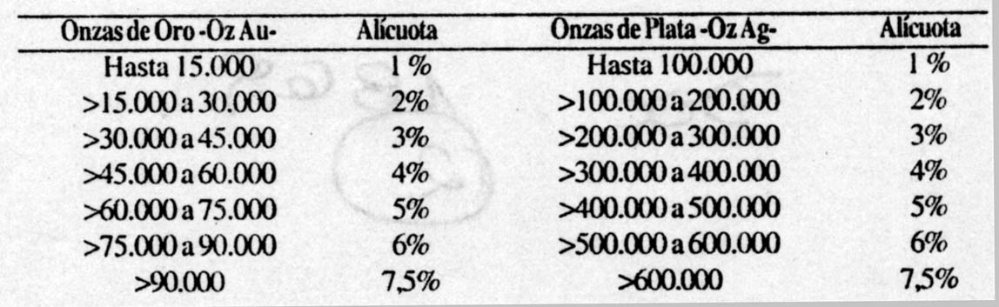 Onzas de Oro -Oz Au- Alícuota Onzas de Plata -Oz Ag- Alícuota
Hasta 15.000 1 % Hasta 100.000 1 %
>15.000 a 30.000 2% >100.000 a 200.000 2%
>30.000 a 45.000 3% >200.000 a 300.000 3%
>45.000 a 60.000 4% >300.000 a 400.000 4%
>60.000 a 75.000 5% >400.000 a 500.000 5%
>75.000 a 90.000 6% >500.000 a 600.000 6%
>90.000 7,5% >600.000 7,5%